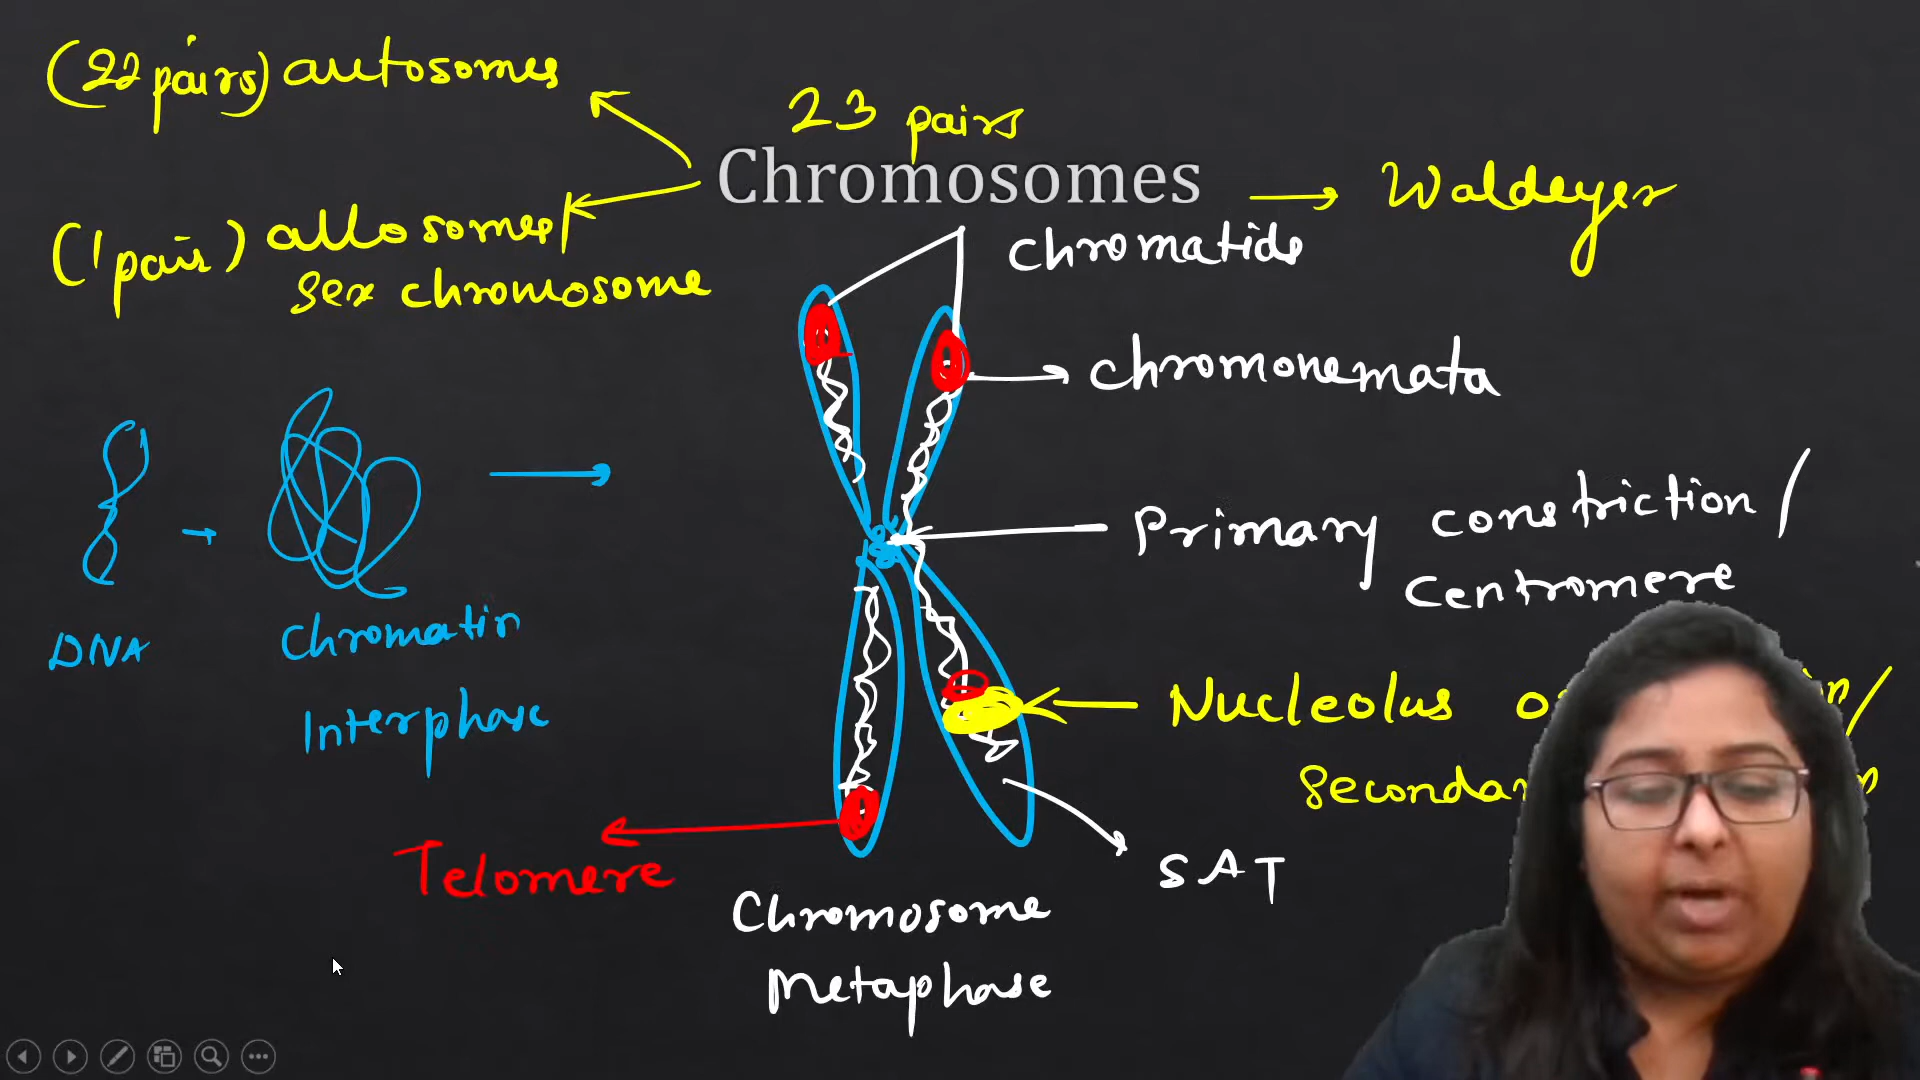 (22 pairs) autosomes
23 pairs
Chromosomes
Waldeyer
(1 pair) allosomes/
sex chromosome
Chromatids
Chromonemata
Primary constriction/
Centromere
DNA
Chromatin
Interphase
Nucleolus
SAT
Telomere
Chromosome
Metaphase